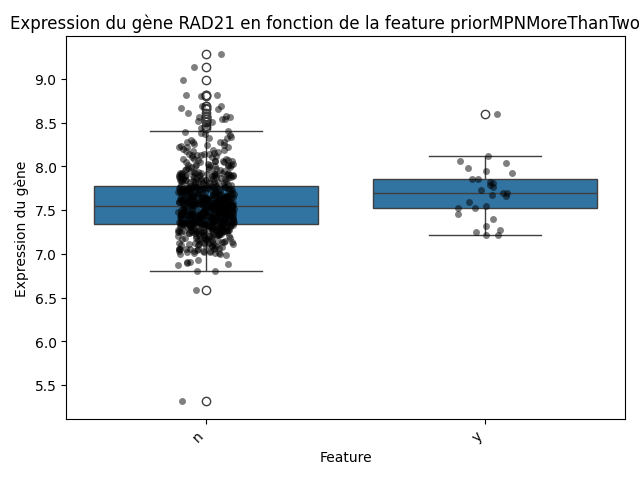 Expression du gène RAD21 en fonction de la feature priorMPNMoreThanTwo
Expression du gène
9.0
8.5
8.0
7.5
7.0
6.5
6.0
5.5
n
y
Feature